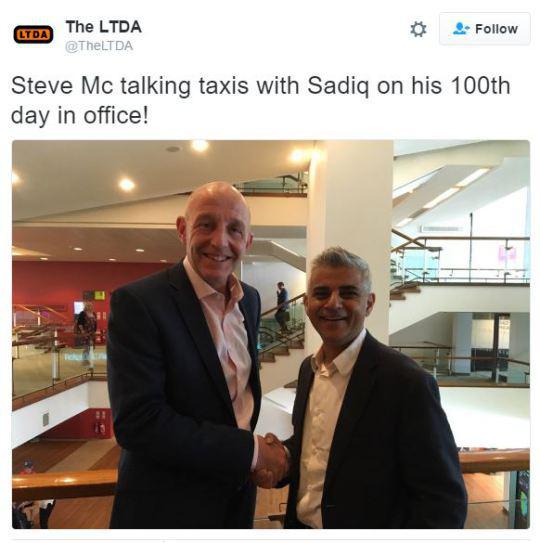 LTDA
The LTDA
@TheLTDA
Follow
Steve Mc talking taxis with Sadiq on his 100th
day in office!